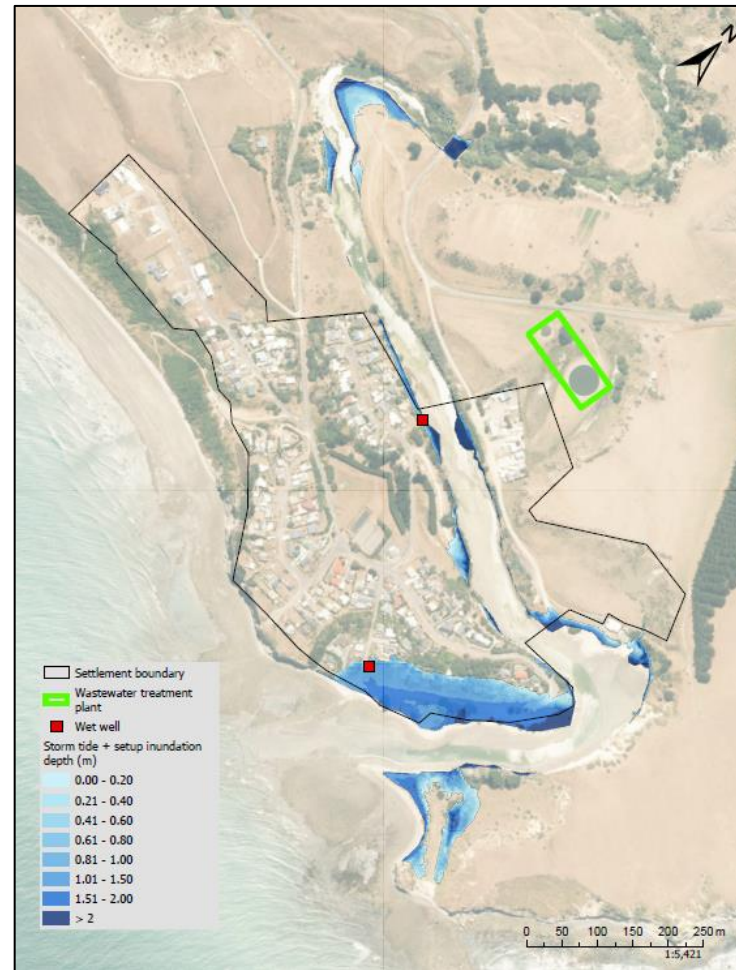 N
Settlement boundary
Wastewater treatment
plant
Wet well
Storm tide + setup inundation
depth (m)
0.00 - 0.20
0.21 - 0.40
0.41 - 0.60
0.61 - 0.80
0.81 - 1.00
1.01 - 1.50
1.51 - 2.00
> 2
0 50 100 150 200 250 m
1:5,421